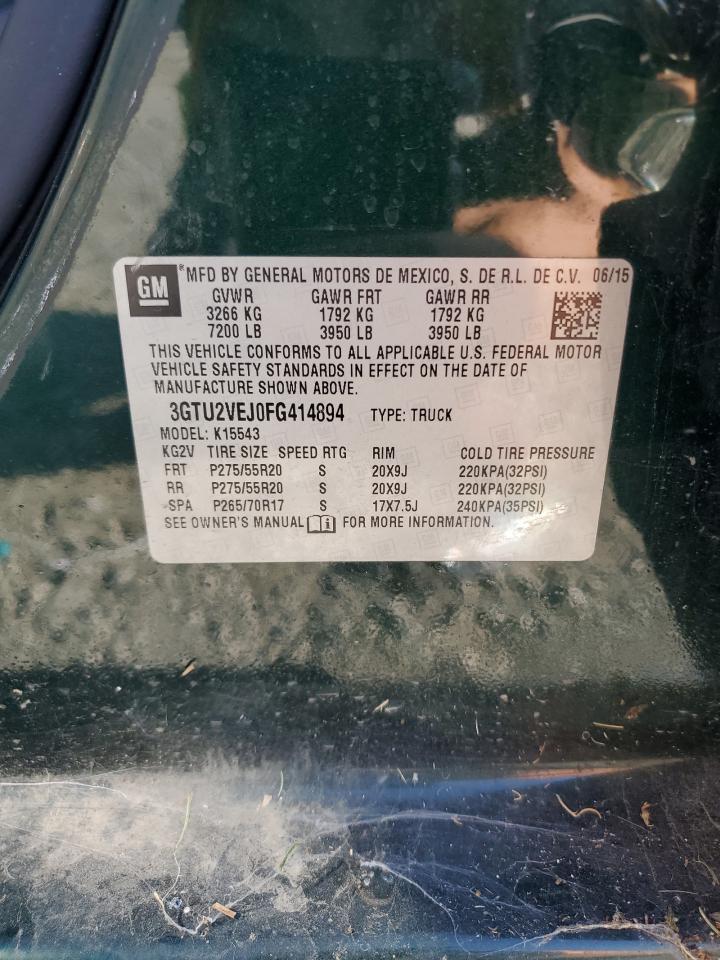 GM ® MFD BY GENERAL MOTORS DE MEXICO, S. DE R.L. DE C.V. 06/15
GVWR GAWR FRT GAWR RR
3266 KG 1792 KG 1792 KG
7200 LB 3950 LB 3950 LB
THIS VEHICLE CONFORMS TO ALL APPLICABLE U.S. FEDERAL MOTOR
VEHICLE SAFETY STANDARDS IN EFFECT ON THE DATE OF
MANUFACTURE SHOWN ABOVE.
3GTU2VEJ0FG414894 TYPE: TRUCK
MODEL: K15543
KG2V TIRE SIZE SPEED RTG RIM COLD TIRE PRESSURE
FRT P275/55R20 S 20X9J 220KPA(32PSI)
RR P275/55R20 S 20X9J 220KPA(32PSI)
SPA P265/70R17 S 17X7.5J 240KPA(35PSI)
SEE OWNER'S MANUAL i FOR MORE INFORMATION.